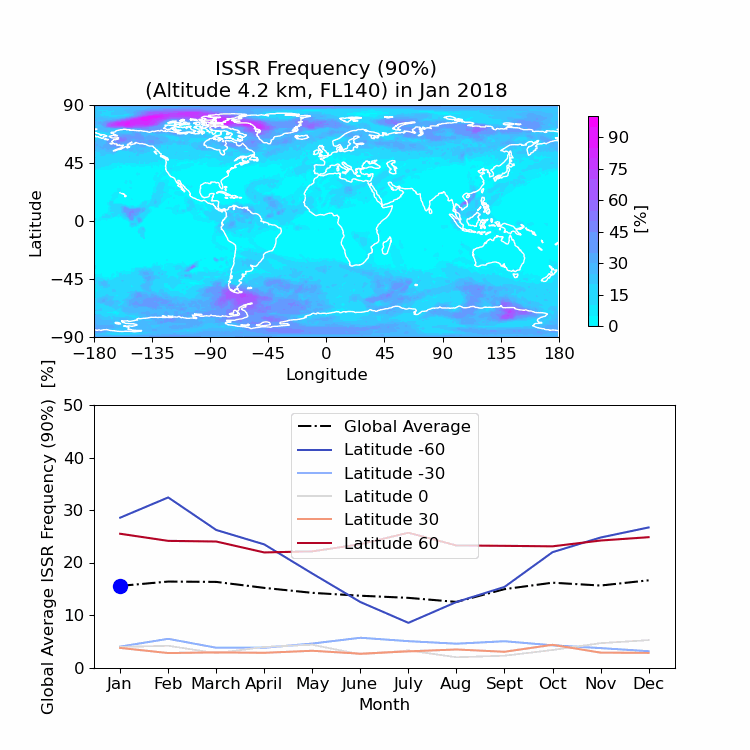 ISSR Frequency (90%)
(Altitude 4.2 km, FL140) in Jan 2018
90
45
0
−45
−90
Latitude
−180 −135 −90 −45 0 45 90 135 180
Longitude
90
75
60
45
30
15
0
[%]
50
40
30
20
10
0
Global Average ISSR Frequency (90%) [%]
Global Average
Latitude -60
Latitude -30
Latitude 0
Latitude 30
Latitude 60
Jan Feb March April May June July Aug Sept Oct Nov Dec
Month